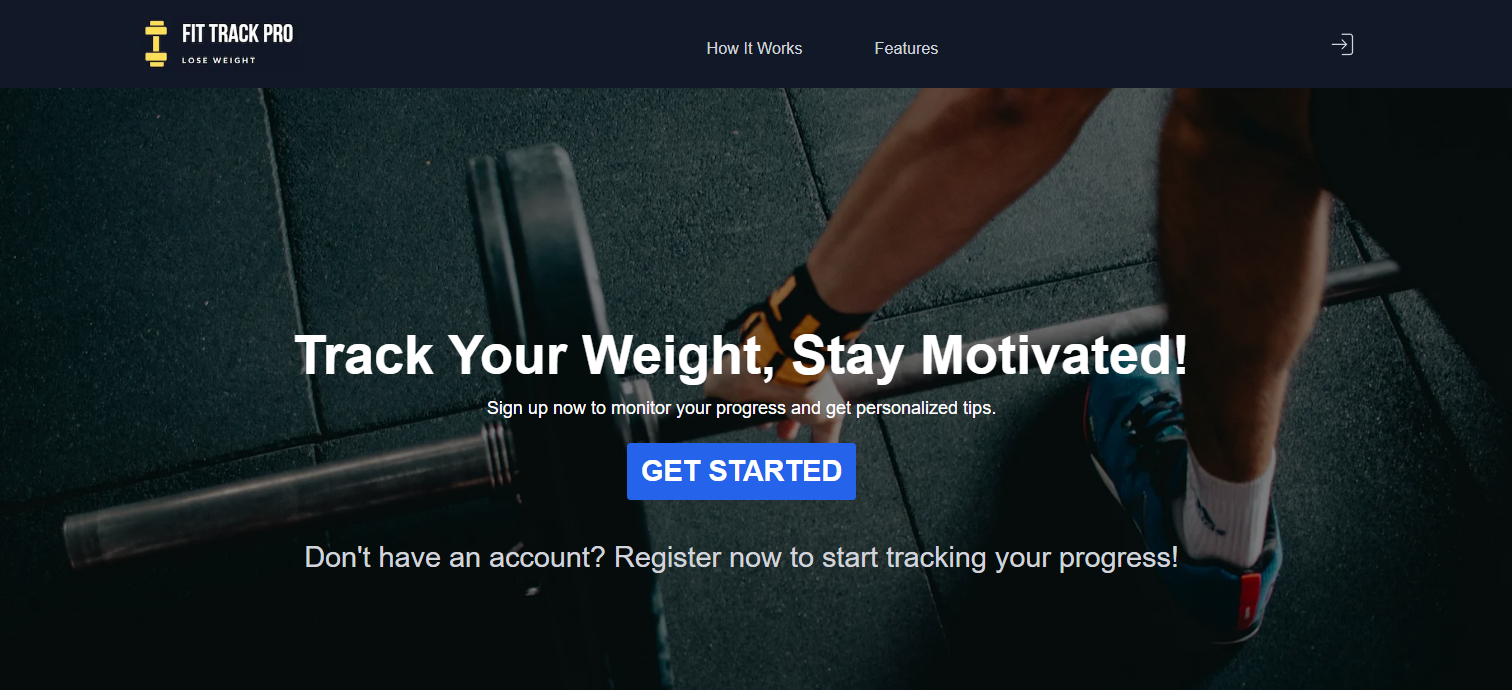 FIT TRACK PRO
LOSE WEIGHT
How It Works
Features
Track Your Weight, Stay Motivated!
Sign up now to monitor your progress and get personalized tips.
GET STARTED
Don't have an account? Register now to start tracking your progress!